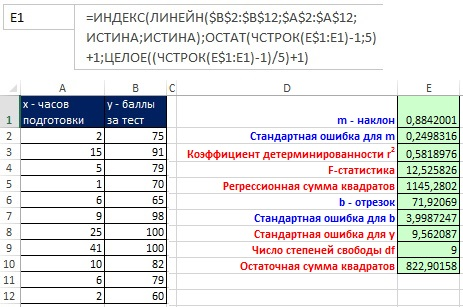 E1
=ИНДЕКС(ЛИНЕЙН($B$2:$B$12;$A$2:$A$12;
ИСТИНА;ИСТИНА);ОСТАТ(ЧСТРОК(E$1:E1)-1;5)
+1;ЦЕЛОЕ((ЧСТРОК(E$1:E1)-1)/5)+1)
A B C D E
1 x - часов подготовки y - баллы за тест m - наклон 0,8842001
2 2 75 Стандартная ошибка для m 0,2498316
3 15 91 Коэффициент детерминированости r² 0,5818976
4 5 79 F-статистика 12,525826
5 1 70 Регрессионная сумма квадратов 1145,2802
6 6 65 b - отрезок 71,92069
7 9 98 Стандартная ошибка для b 3,9987247
8 25 100 Стандартная ошибка для y 9,562087
9 41 100 Число степеней свободы df 9
10 10 82 Остаточная сумма квадратов 822,90158
11 6 79
12 2 60